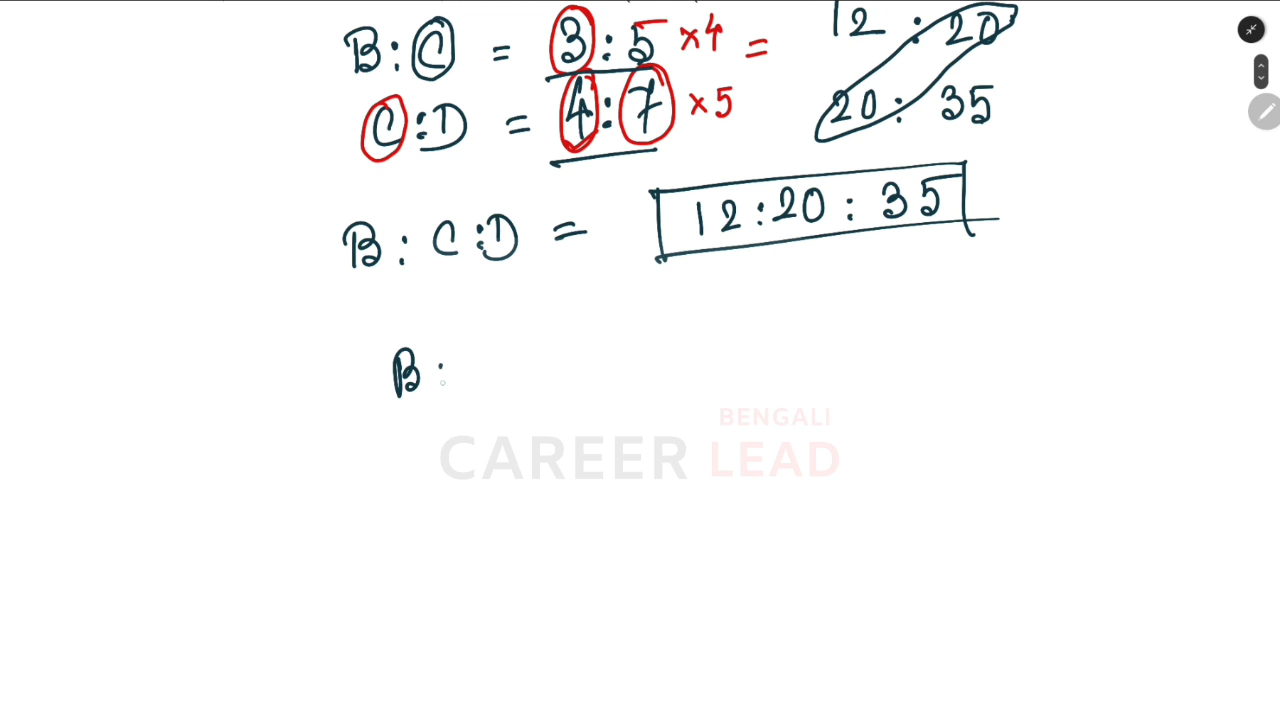 B : C = 3 : 5 ×4 = 12 : 20
C : D = 4 : 7 ×5 20 : 35
B : C : D = 12 : 20 : 35
B :
BENGALI
CAREER LEAD